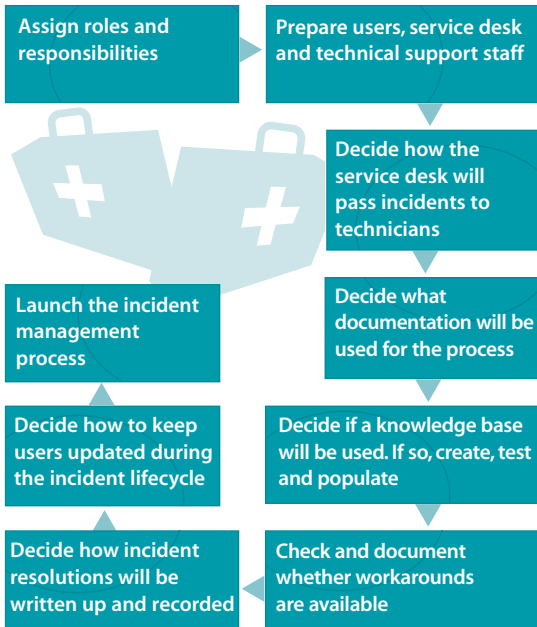 Assign roles and
responsibilities
Prepare users, service desk
and technical support staff
Decide how the
service desk will
pass incidents to
technicians
Decide what
documentation will be
used for the process
Decide if a knowledge base
will be used. If so, create, test
and populate
Check and document
whether workarounds
are available
Decide how incident
resolutions will be
written up and recorded
Decide how to keep
users updated during
the incident lifecycle
Launch the incident
management
process